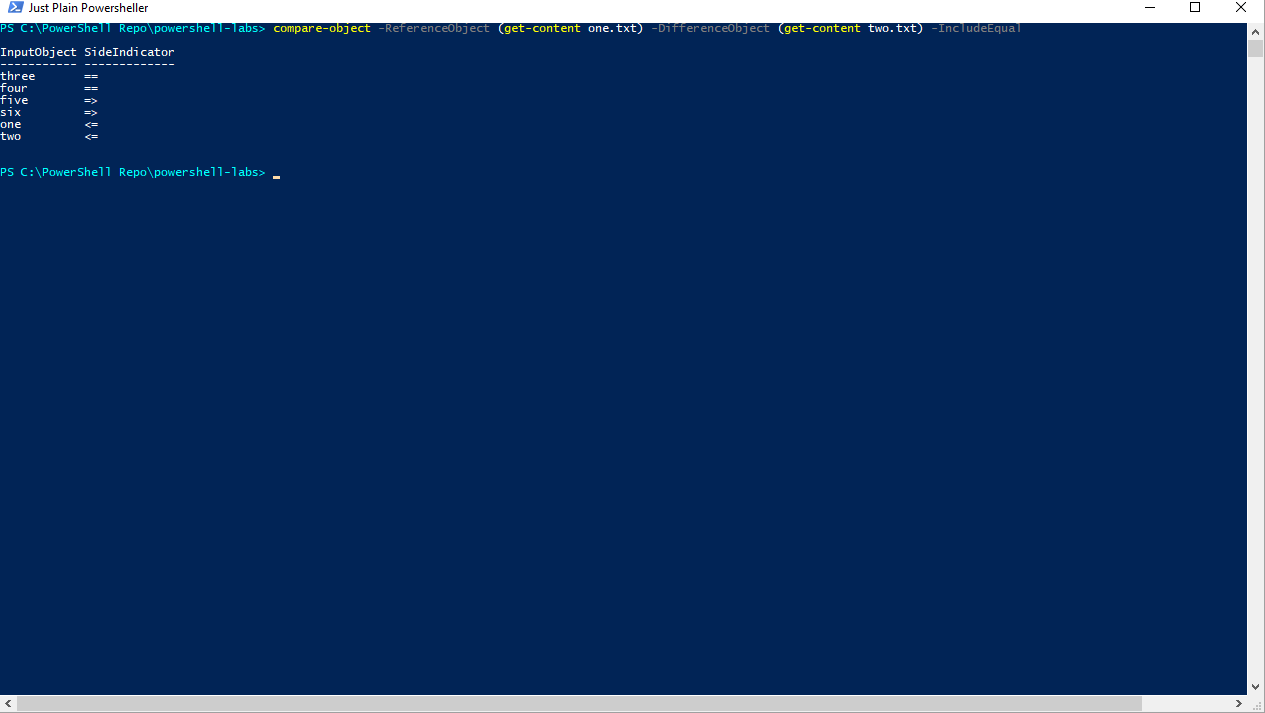 Just Plain Powersheller
PS C:\PowerShell Repo\powershell-labs> compare-object -ReferenceObject (get-content one.txt) -DifferenceObject (get-content two.txt) -IncludeEqual
InputObject SideIndicator
----------- -------------
three       ==
four        ==
five        =>
six         =>
one         <=
two         <=
PS C:\PowerShell Repo\powershell-labs>